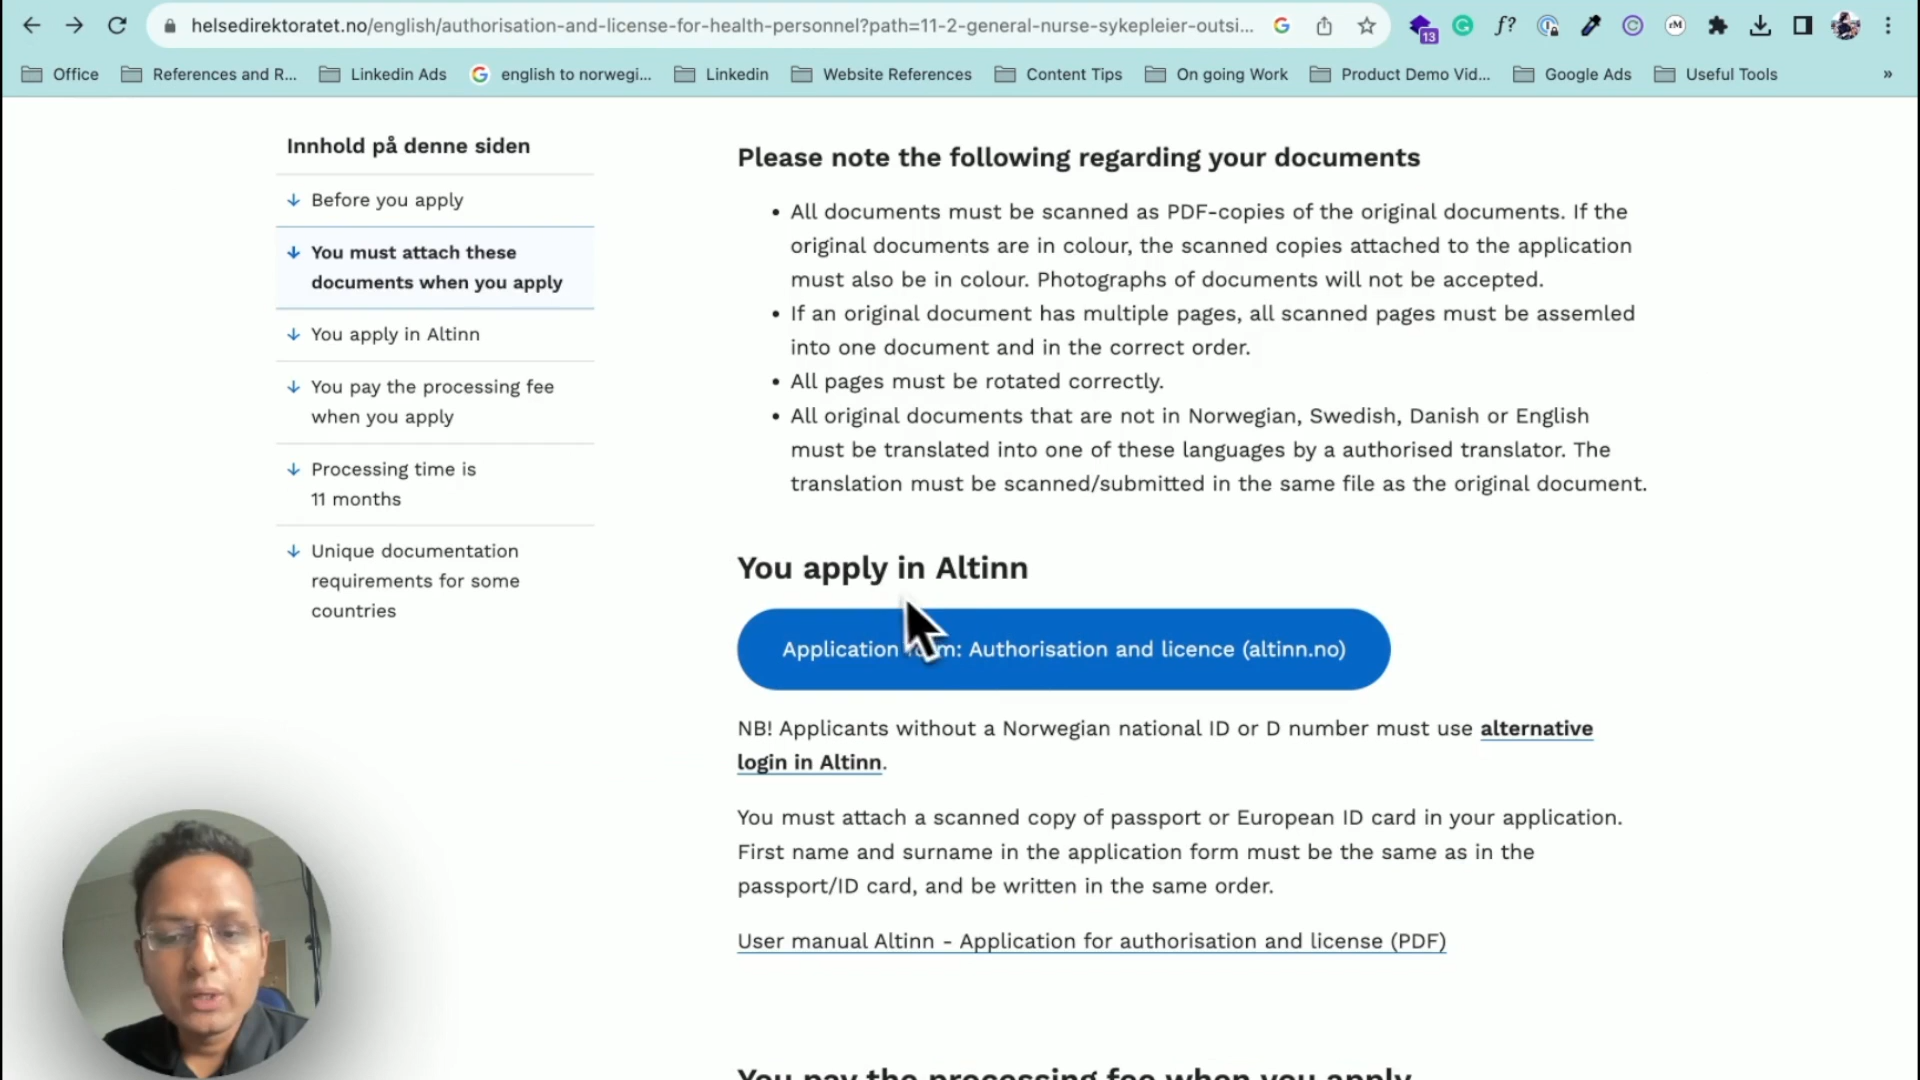 helsedirektoratet.no/english/authorisation-and-license-for-health-personnel?path=11-2-general-nurse-sykepleier-outsi...
13
f?
rM
Office
References and R...
Linkedin Ads
english to norwegi...
Linkedin
Website References
Content Tips
On going Work
Product Demo Vid...
Google Ads
Useful Tools
»
Innhold på denne siden
Before you apply
You must attach these
documents when you apply
You apply in Altinn
You pay the processing fee
when you apply
Processing time is
11 months
Unique documentation
requirements for some
countries
Please note the following regarding your documents
• All documents must be scanned as PDF-copies of the original documents. If the
original documents are in colour, the scanned copies attached to the application
must also be in colour. Photographs of documents will not be accepted.
• If an original document has multiple pages, all scanned pages must be assemled
into one document and in the correct order.
• All pages must be rotated correctly.
• All original documents that are not in Norwegian, Swedish, Danish or English
must be translated into one of these languages by a authorised translator. The
translation must be scanned/submitted in the same file as the original document.
You apply in Altinn
Application form: Authorisation and licence (altinn.no)
NB! Applicants without a Norwegian national ID or D number must use alternative
login in Altinn.
You must attach a scanned copy of passport or European ID card in your application.
First name and surname in the application form must be the same as in the
passport/ID card, and be written in the same order.
User manual Altinn - Application for authorisation and license (PDF)
You pay the processing fee when you apply